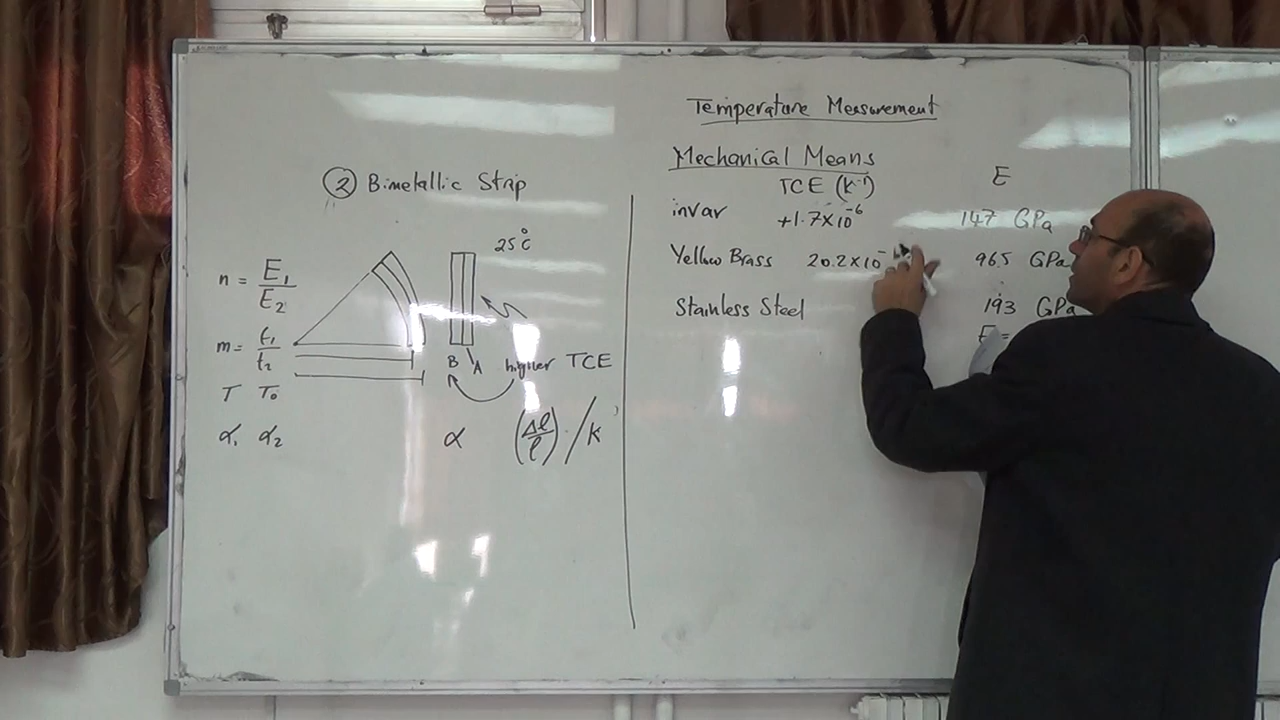 ② Bimetallic Strip
25°C
n = E₁/E₂
m = t₁/t₂
B A higher TCE
T T₀
α₁ α₂
α (Δl/l)/K
Temperature Measurement
Mechanical Means
TCE (K⁻¹) E
invar +1.7×10⁻⁶ 147 GPa
Yellow Brass 20.2×10⁻ 96.5 GPa
Stainless Steel 193 GPa
E =